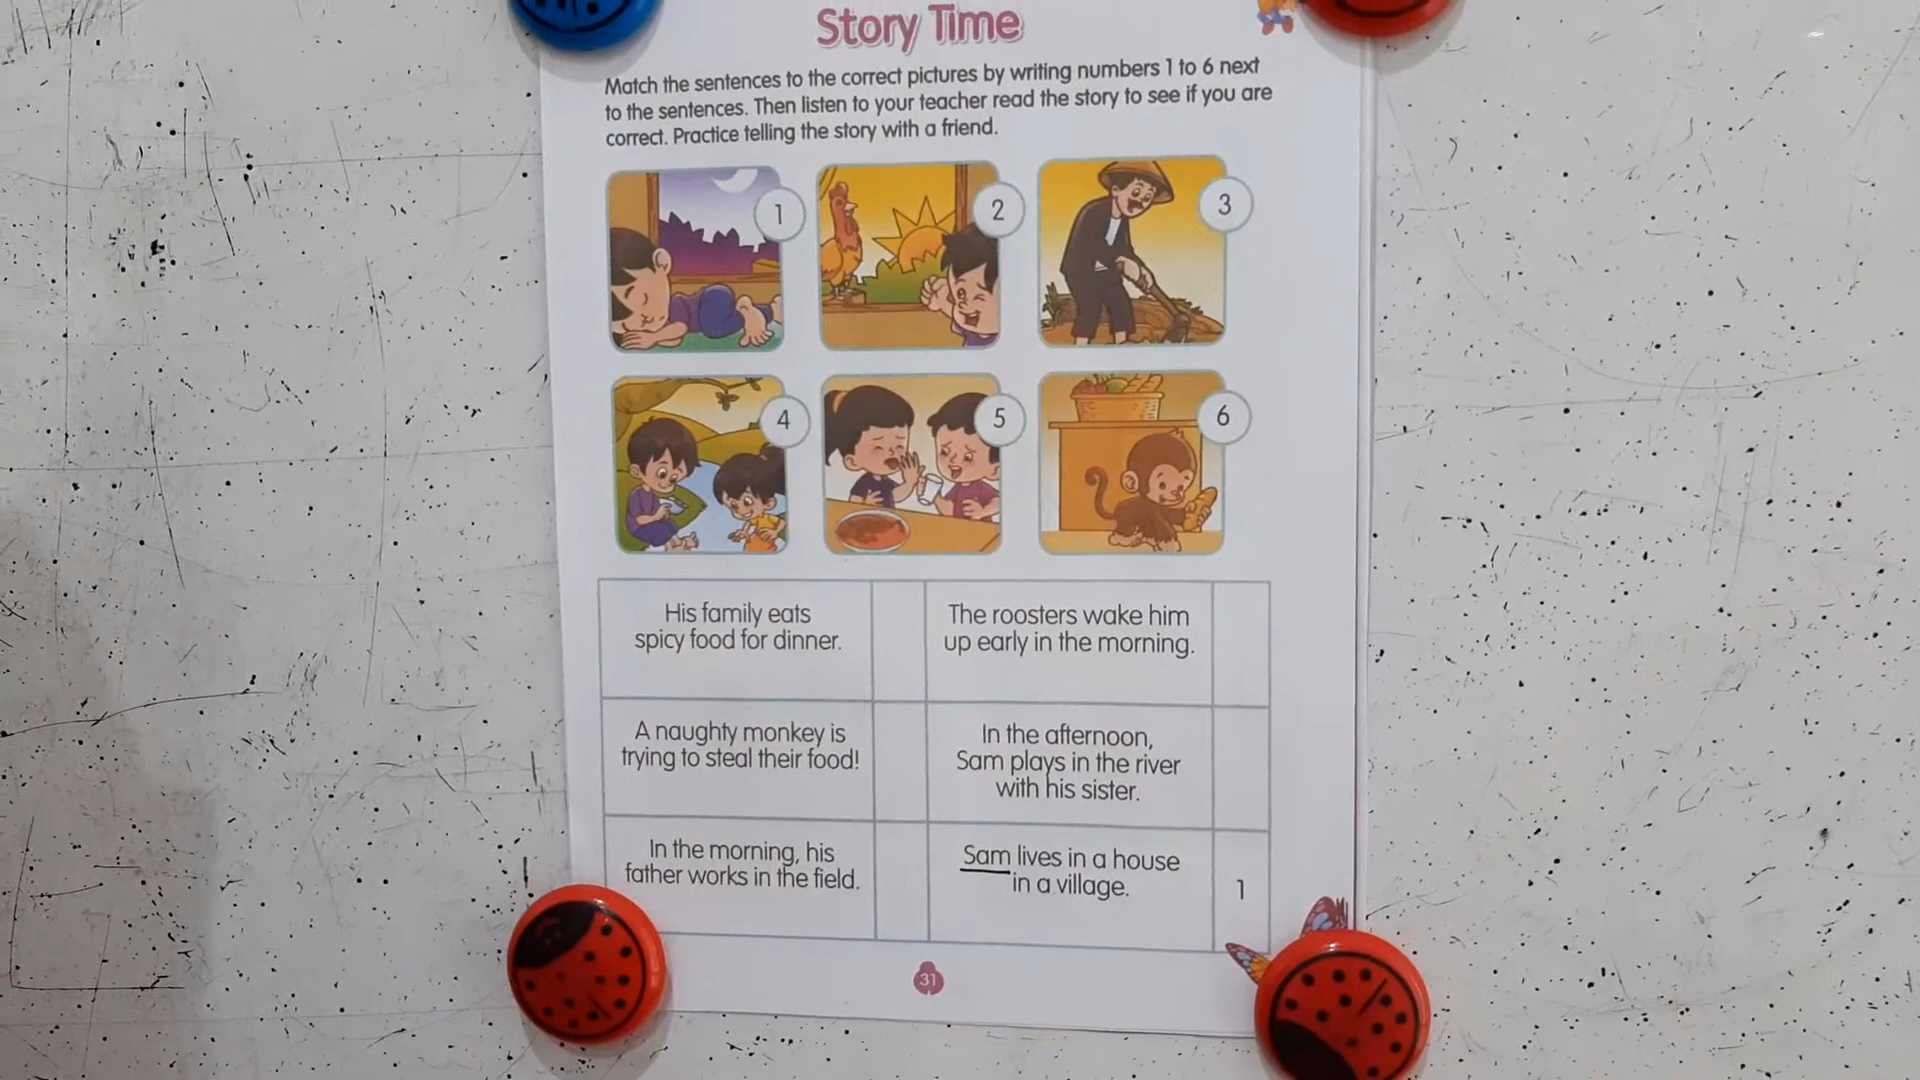 Story Time
Match the sentences to the correct pictures by writing numbers 1 to 6 next
to the sentences. Then listen to your teacher read the story to see if you are
correct. Practice telling the story with a friend.
1
2
3
4
5
6
His family eats
spicy food for dinner.
The roosters wake him
up early in the morning.
A naughty monkey is
trying to steal their food!
In the afternoon,
Sam plays in the river
with his sister.
In the morning, his
father works in the field.
Sam lives in a house
in a village.
1
31